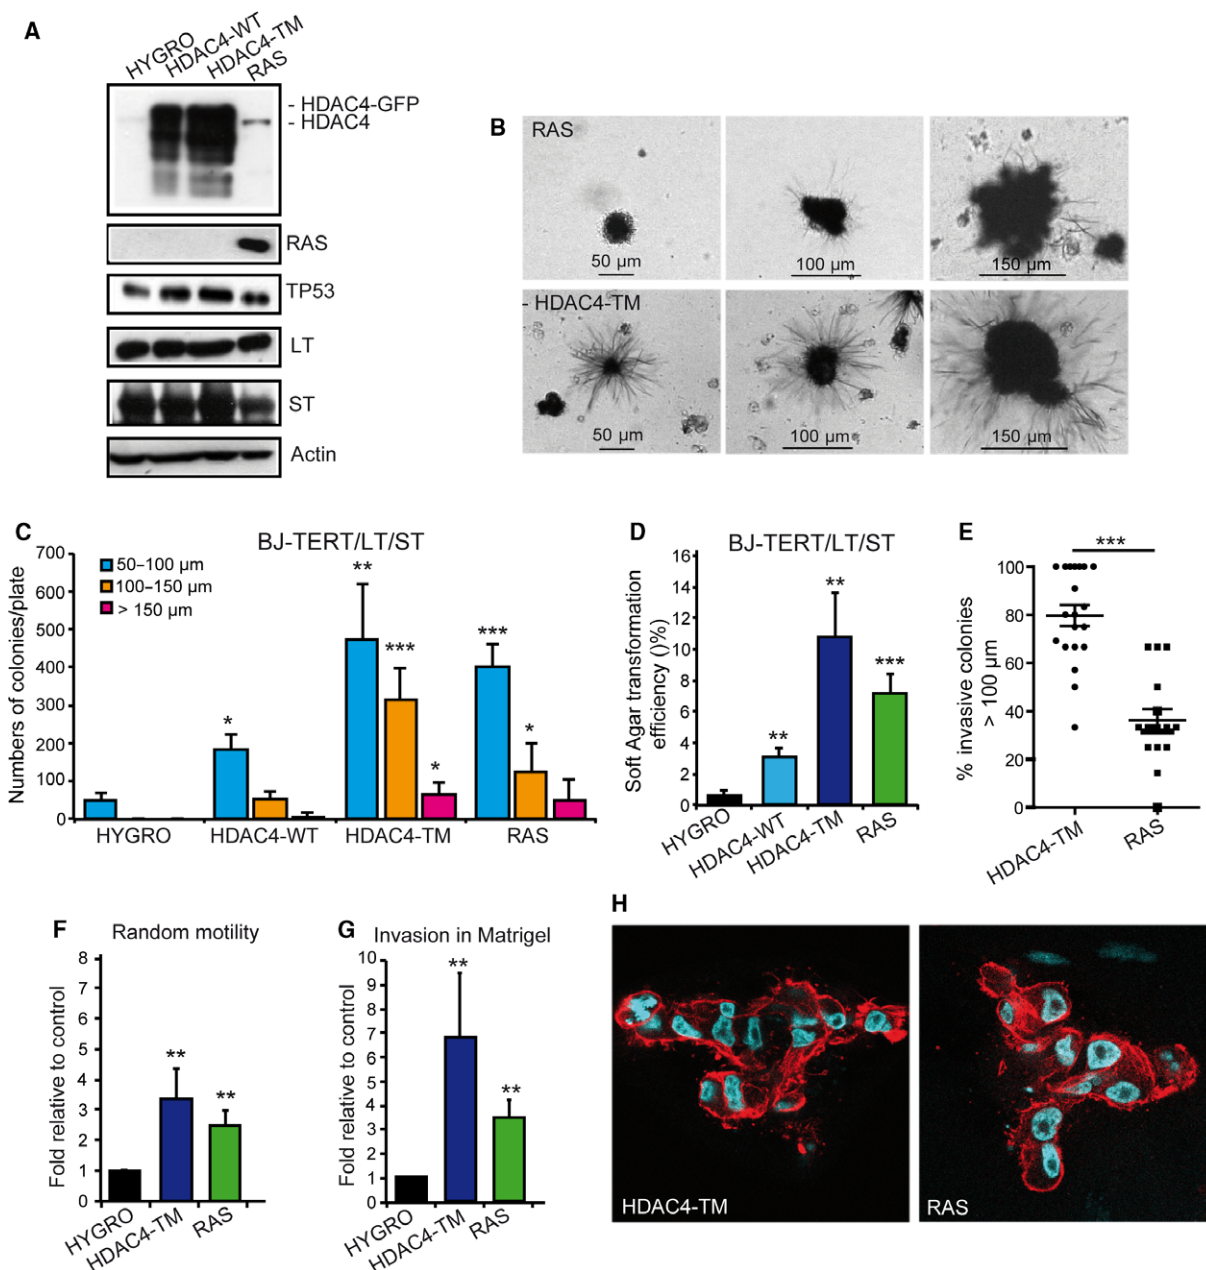 A
HYGRO
HDAC4-WT
HDAC4-TM
RAS
- HDAC4-GFP
- HDAC4
RAS
TP53
LT
ST
Actin
B
RAS
50 µm
100 µm
150 µm
- HDAC4-TM
50 µm
100 µm
150 µm
C
BJ-TERT/LT/ST
Numbers of colonies/plate
700
600
500
400
300
200
100
0
50–100 µm
100–150 µm
> 150 µm
*
**
***
*
***
*
HYGRO
HDAC4-WT
HDAC4-TM
RAS
D
BJ-TERT/LT/ST
Soft Agar transformation
efficiency ()%)
16
14
12
10
8
6
4
2
0
**
**
***
HYGRO
HDAC4-WT
HDAC4-TM
RAS
E
% invasive colonies
> 100 µm
***
100
80
60
40
20
0
HDAC4-TM
RAS
F
Random motility
Fold relative to control
8
7
6
5
4
3
2
1
0
**
**
HYGRO
HDAC4-TM
RAS
G
Invasion in Matrigel
Fold relative to control
10
9
8
7
6
5
4
3
2
1
0
**
**
HYGRO
HDAC4-TM
RAS
H
HDAC4-TM
RAS